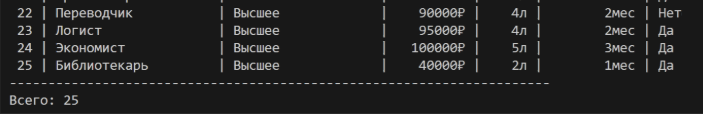 22 | Переводчик | Высшее | 90000₽ | 4л | 2мес | Нет
23 | Логист | Высшее | 95000₽ | 4л | 2мес | Да
24 | Экономист | Высшее | 100000₽ | 5л | 3мес | Да
25 | Библиотекарь | Высшее | 40000₽ | 2л | 1мес | Да
----------------------------------------------------------------------
Всего: 25